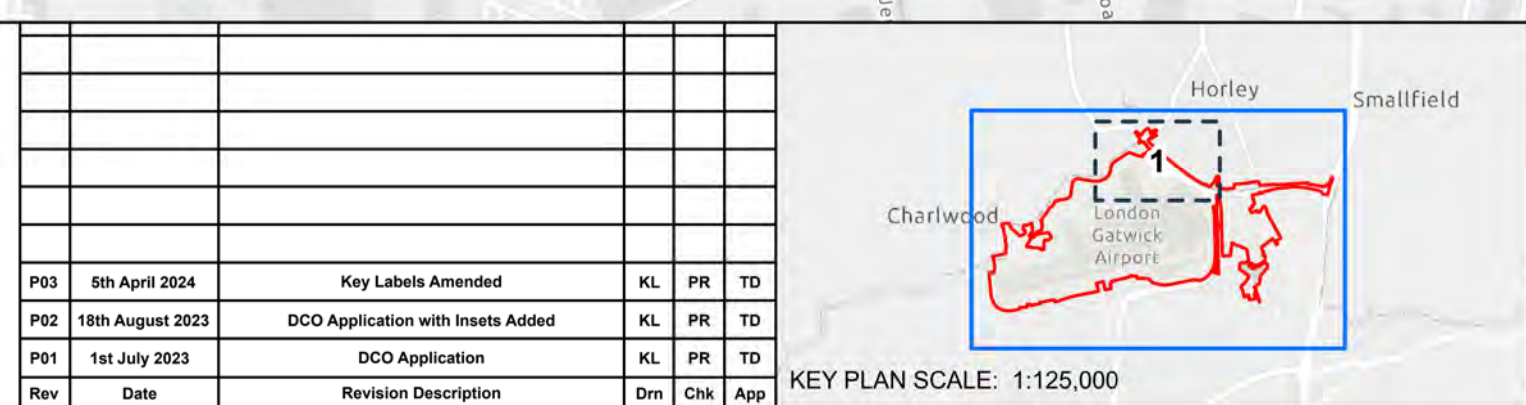 P03 5th April 2024 Key Labels Amended KL PR TD
P02 18th August 2023 DCO Application with Insets Added KL PR TD
P01 1st July 2023 DCO Application KL PR TD
Rev Date Revision Description Drn Chk App
Horley
Smallfield
1
Charlwood
London
Gatwick
Airport
KEY PLAN SCALE: 1:125,000